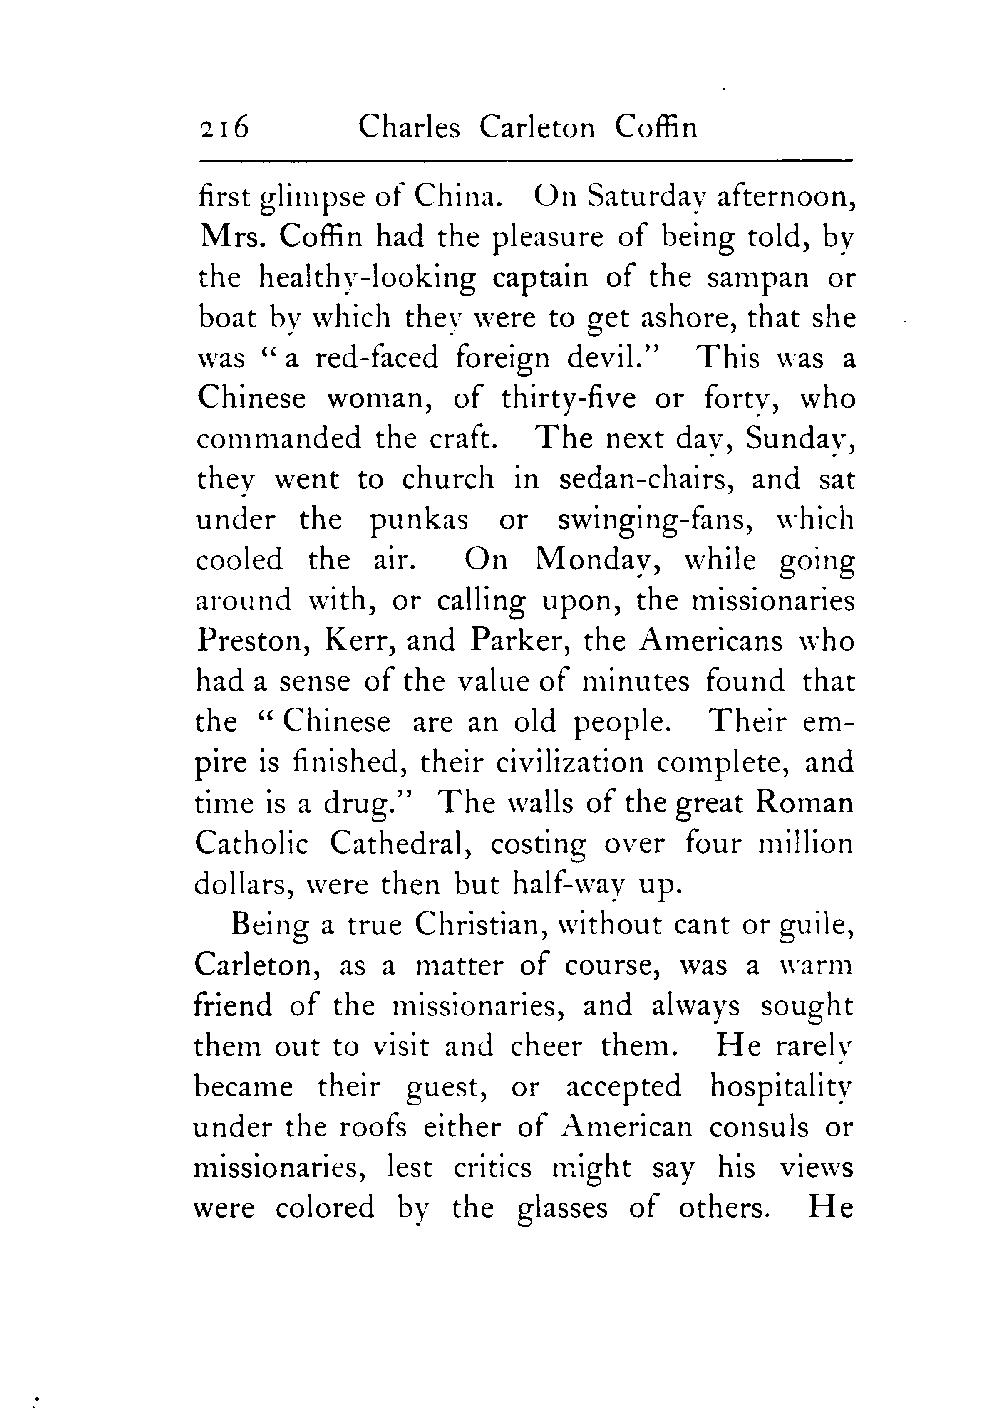 216 Charles Carleton Coffin
first glimpse of China. On Saturday afternoon,
Mrs. Coffin had the pleasure of being told, by
the healthy-looking captain of the sampan or
boat by which they were to get ashore, that she
was “ a red-faced foreign devil.” This was a
Chinese woman, of thirty-five or forty, who
commanded the craft. The next day, Sunday,
they went to church in sedan-chairs, and sat
under the punkas or swinging-fans, which
cooled the air. On Monday, while going
around with, or calling upon, the missionaries
Preston, Kerr, and Parker, the Americans who
had a sense of the value of minutes found that
the “ Chinese are an old people. Their em-
pire is finished, their civilization complete, and
time is a drug.” The walls of the great Roman
Catholic Cathedral, costing over four million
dollars, were then but half-way up.
Being a true Christian, without cant or guile,
Carleton, as a matter of course, was a warm
friend of the missionaries, and always sought
them out to visit and cheer them. He rarely
became their guest, or accepted hospitality
under the roofs either of American consuls or
missionaries, lest critics might say his views
were colored by the glasses of others. He